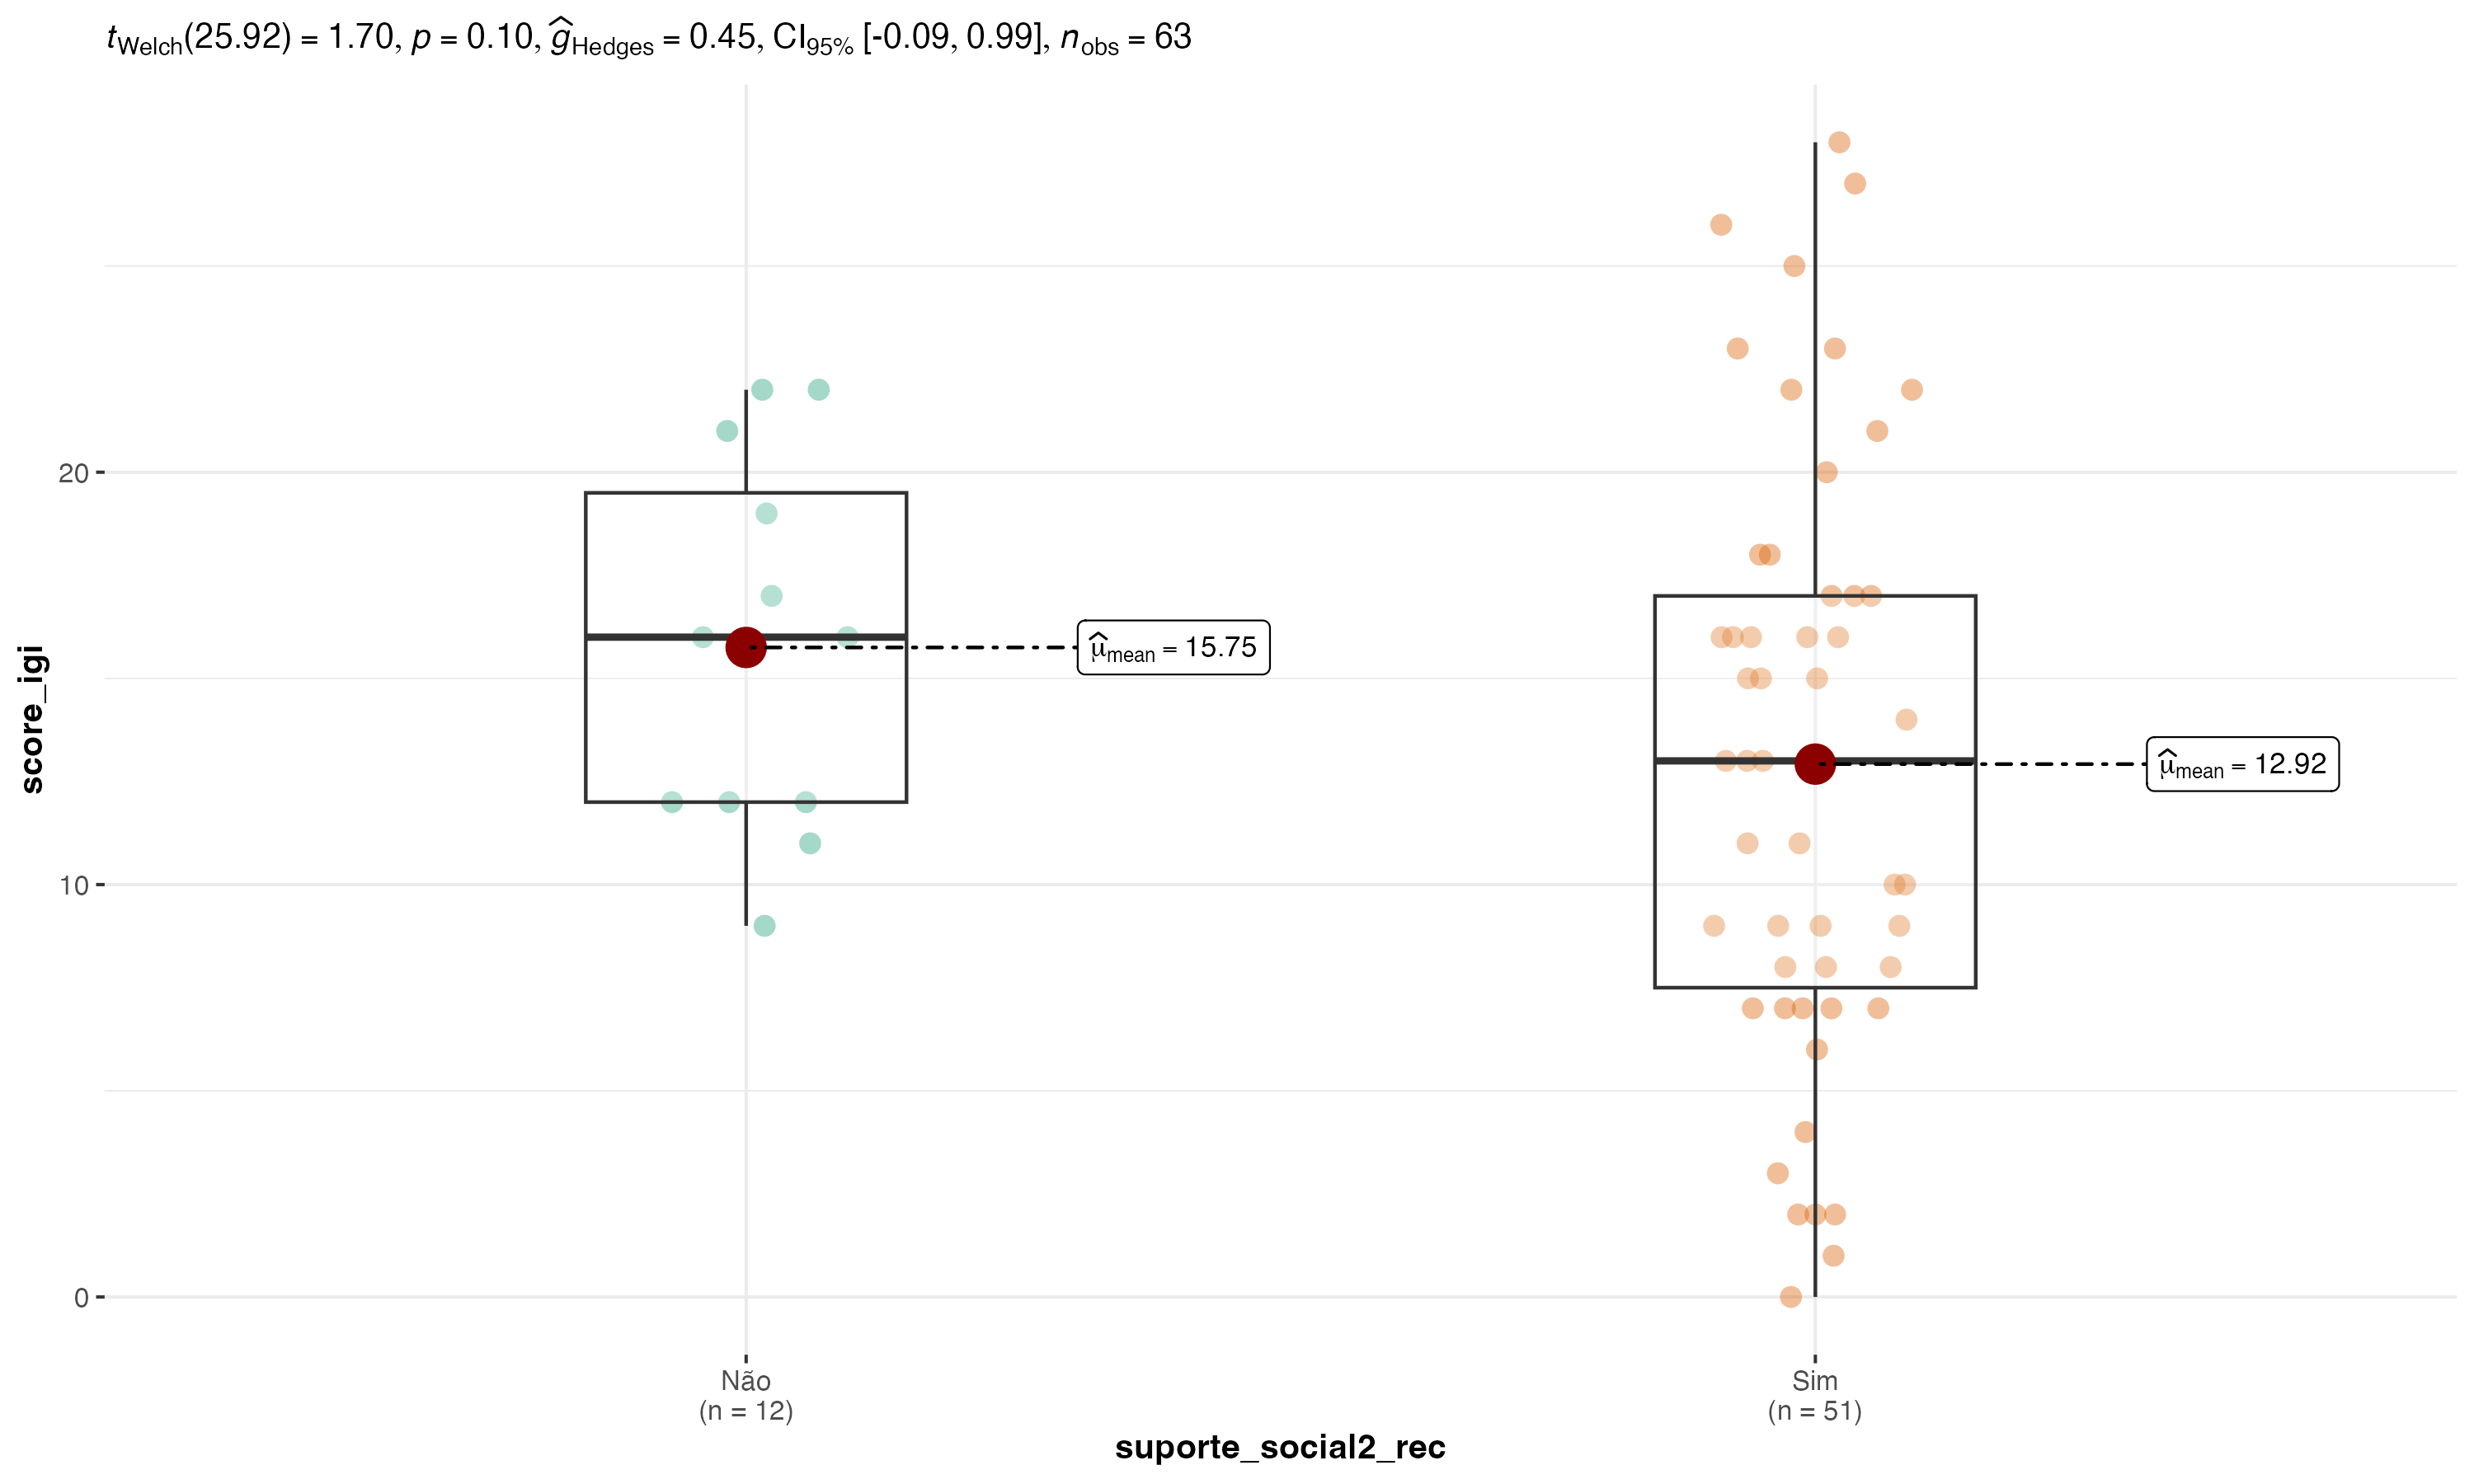 tWelch(25.92) = 1.70, p = 0.10, ĝHedges = 0.45, CI95% [-0.09, 0.99], nobs = 63
score_igi
20
10
0
μ̂mean = 15.75
μ̂mean = 12.92
Não
(n = 12)
Sim
(n = 51)
suporte_social2_rec